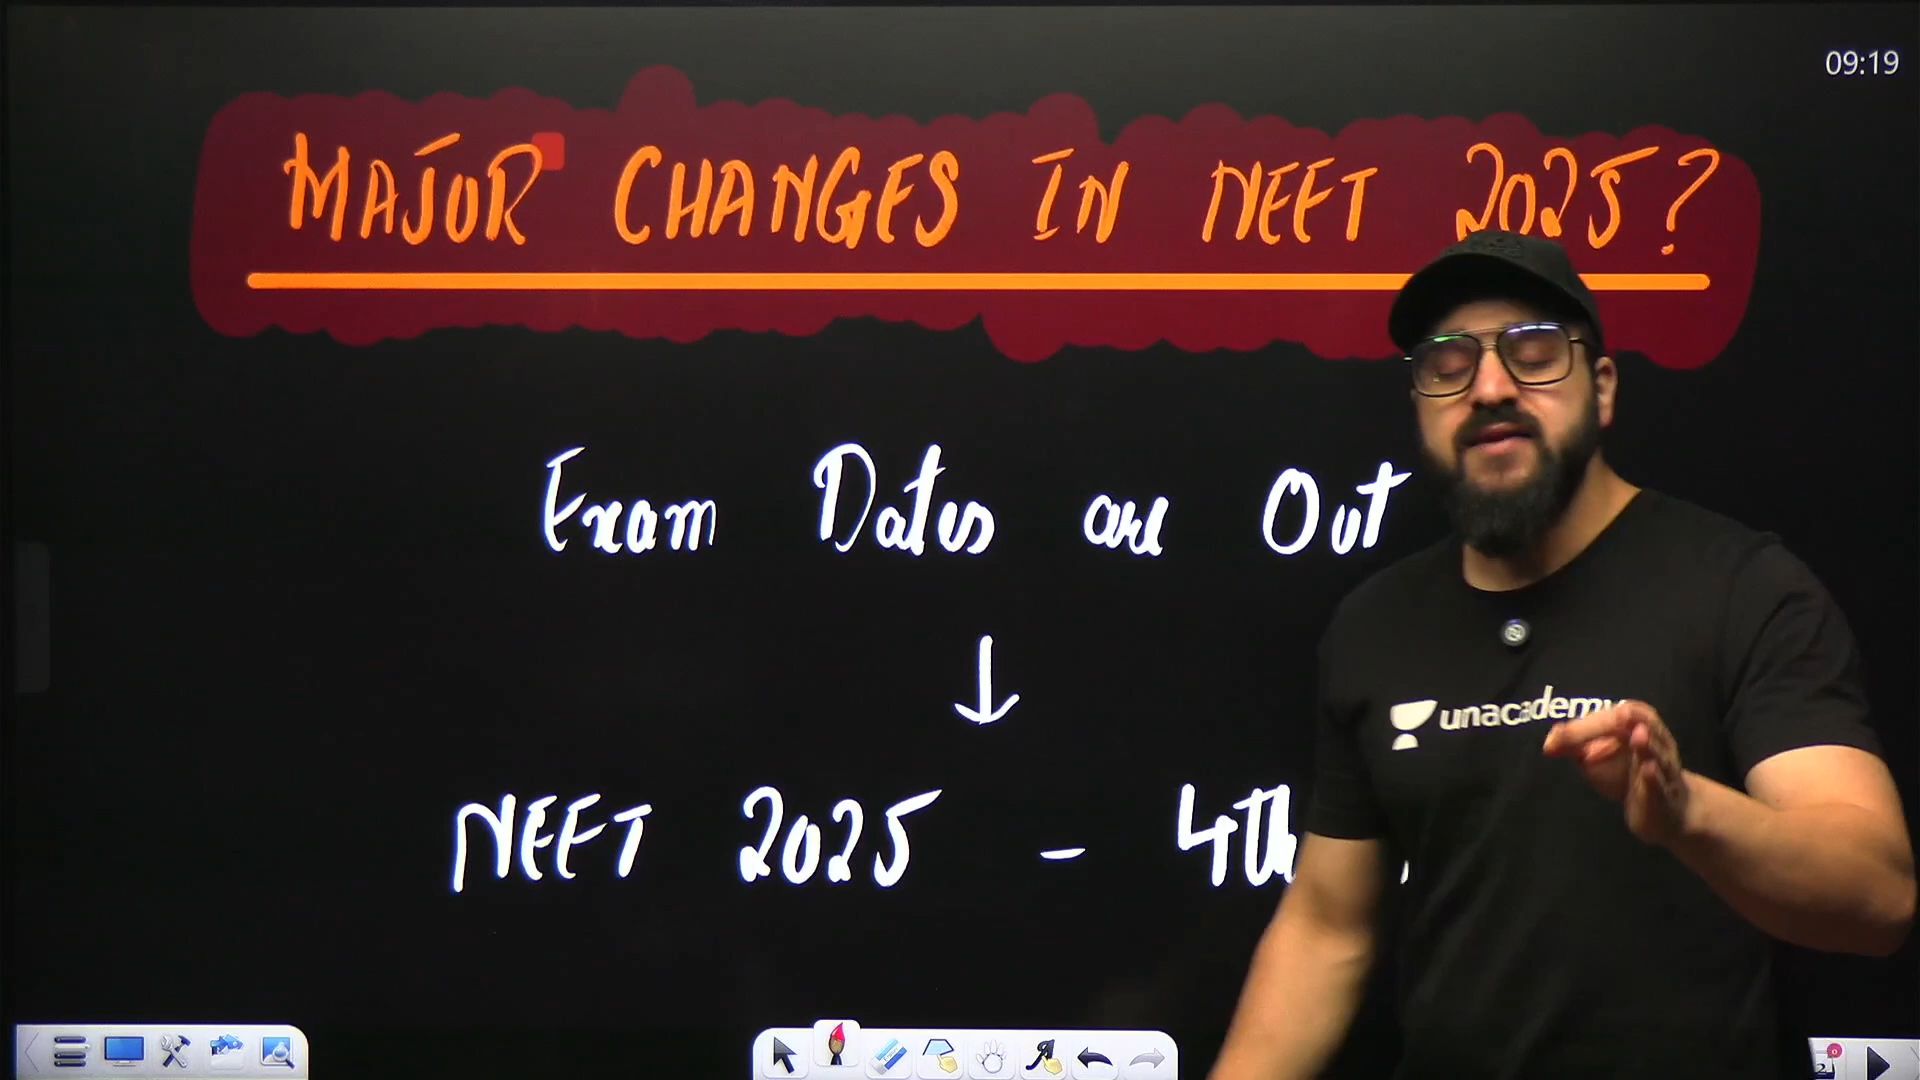 09:19
MAJOR CHANGES IN NEET 2025?
Exam Dates are Out
NEET 2025 - 4th
unacademy